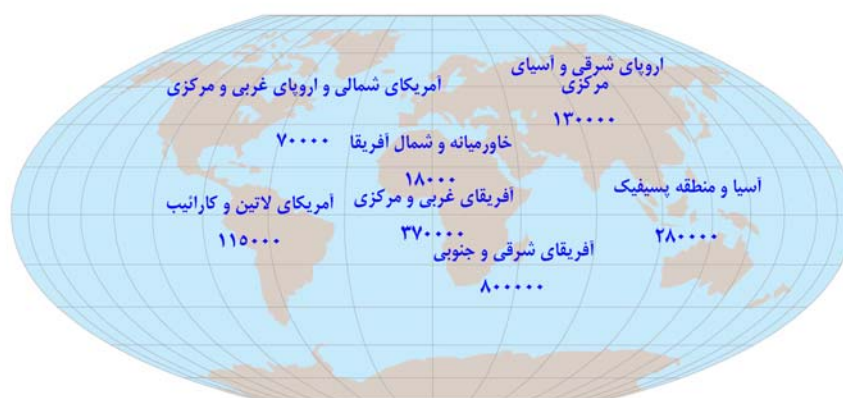 اروپای شرقی و آسیای
مرکزی
۱۳۰۰۰۰
آمریکای شمالی و اروپای غربی و مرکزی
۷۰۰۰۰
خاورمیانه و شمال آفریقا
۱۸۰۰۰
آسیا و منطقه پسیفیک
۲۸۰۰۰۰
آفریقای غربی و مرکزی
۳۷۰۰۰۰
آمریکای لاتین و کارائیب
۱۱۵۰۰۰
آفریقای شرقی و جنوبی
۸۰۰۰۰۰